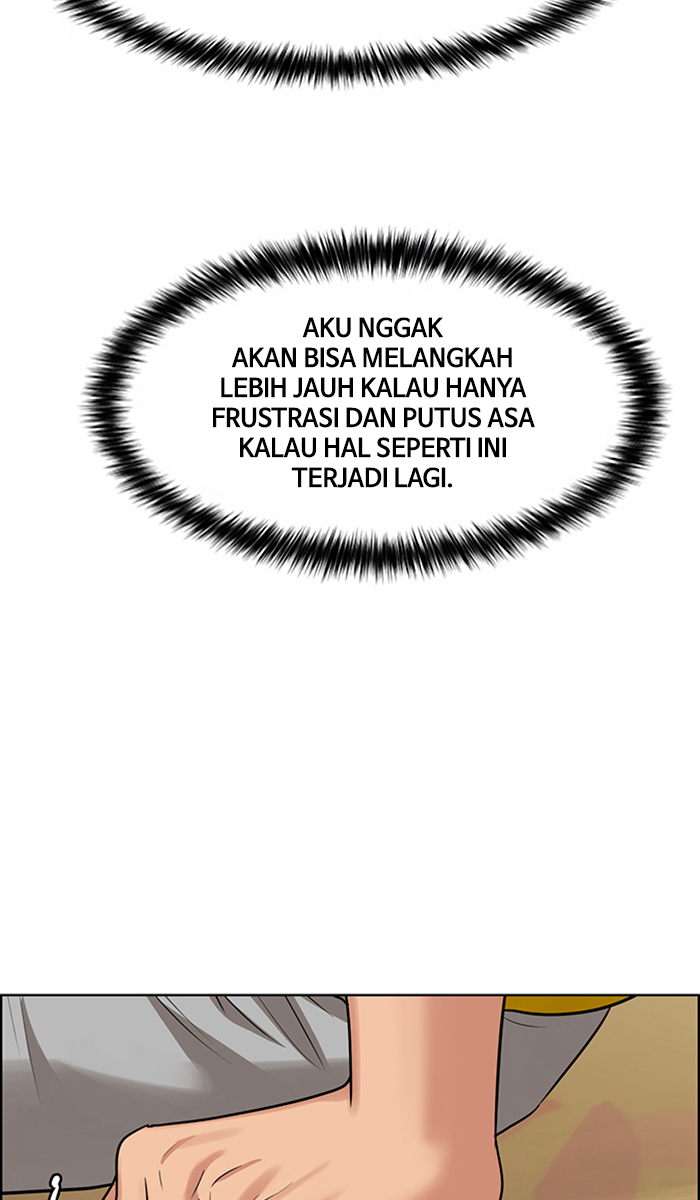 AKU NGGAK
AKAN BISA MELANGKAH
LEBIH JAUH KALAU HANYA
FRUSTRASI DAN PUTUS ASA
KALAU HAL SEPERTI INI
TERJADI LAGI.